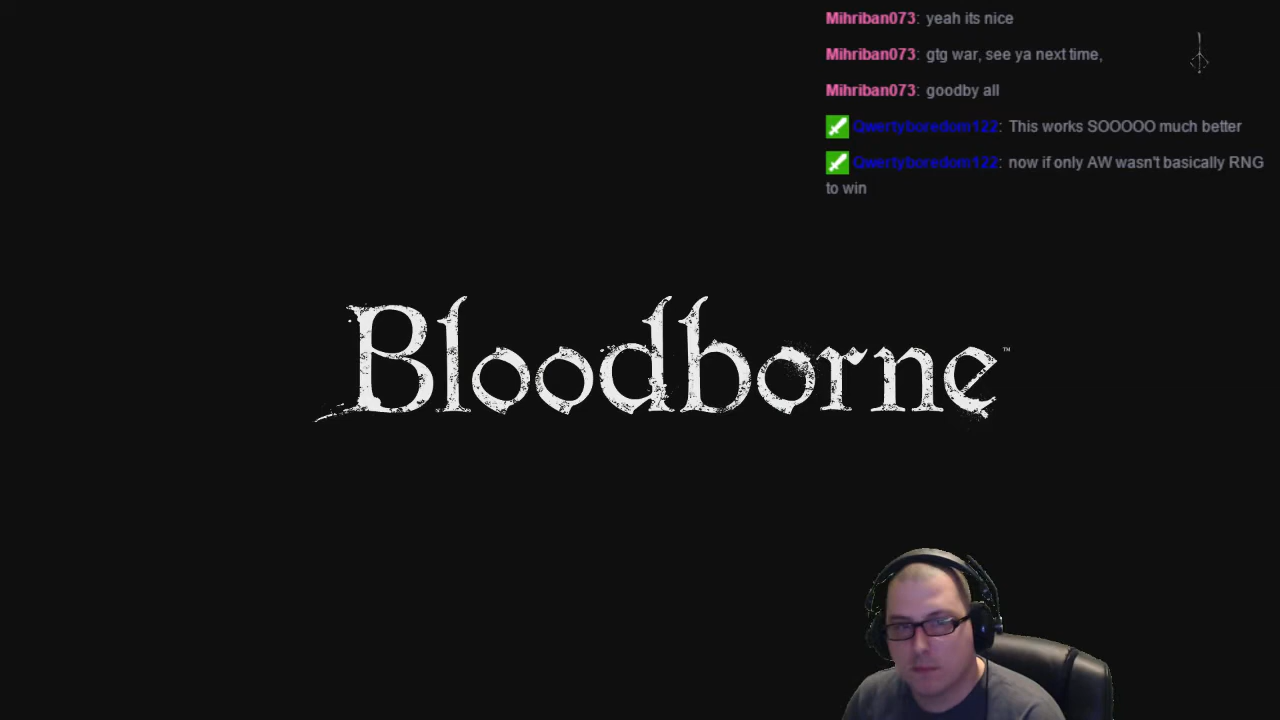 Mihriban073: yeah its nice
Mihriban073: gtg war, see ya next time,
Mihriban073: goodby all
Qwertyboredom122: This works SOOOOO much better
Qwertyboredom122: now if only AW wasn't basically RNG
to win
Bloodborne™